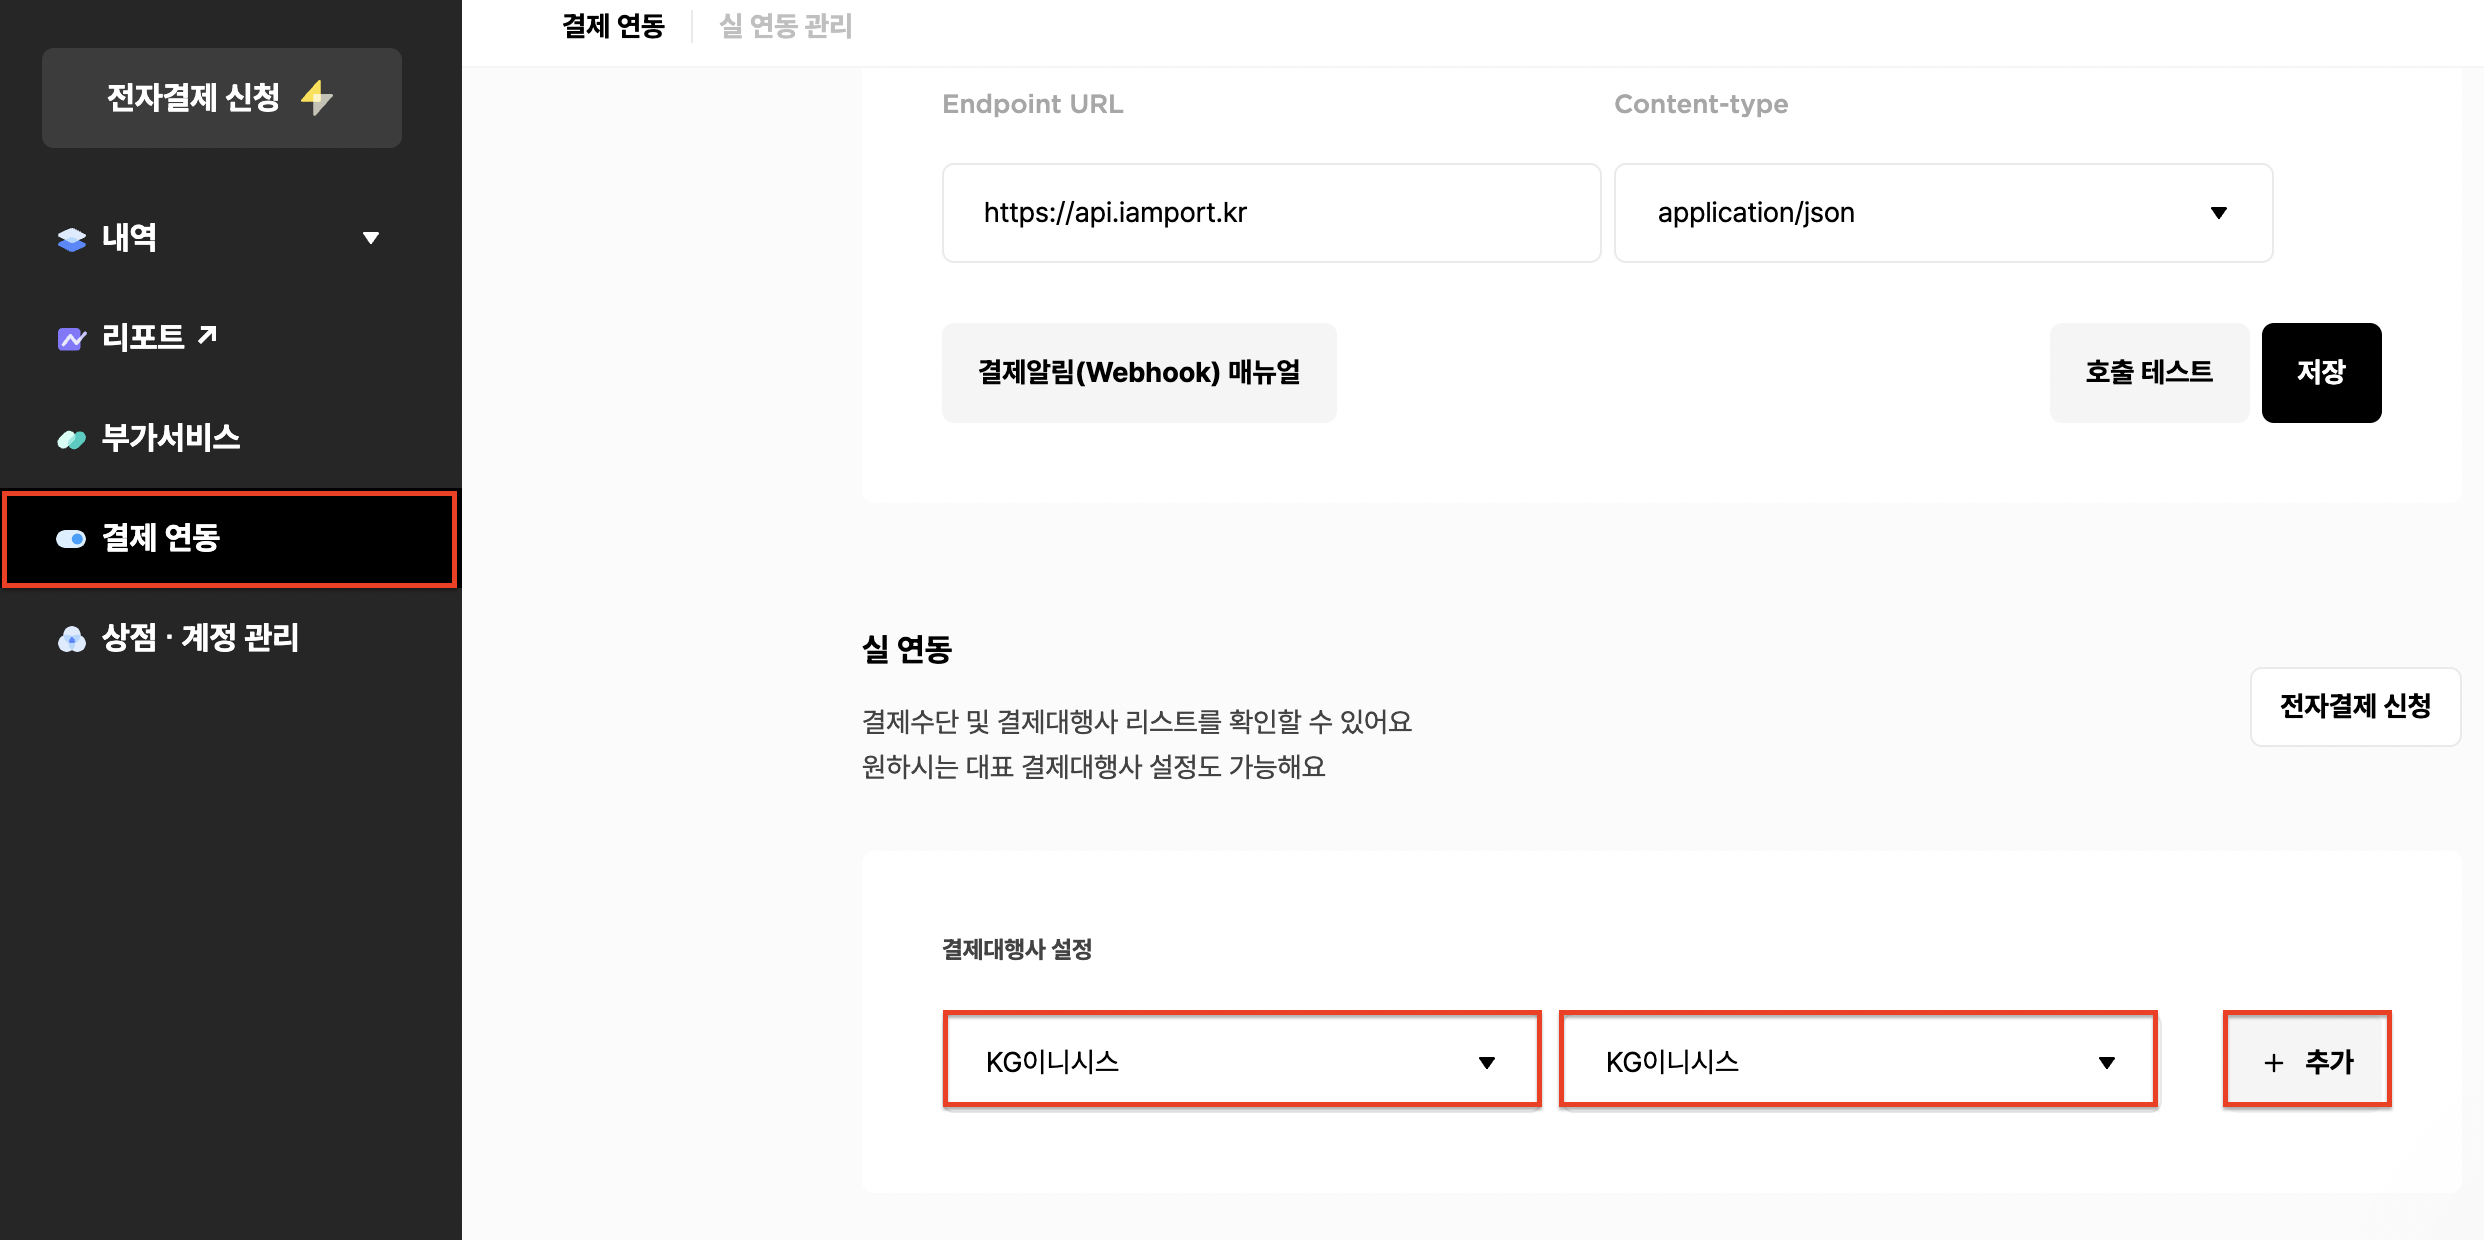 전자결제 신청
내역
리포트
부가서비스
결제 연동
상점 · 계정 관리
결제 연동 | 실 연동 관리
Endpoint URL
Content-type
https://api.iamport.kr
application/json
결제알림(Webhook) 매뉴얼
호출 테스트
저장
실 연동
결제수단 및 결제대행사 리스트를 확인할 수 있어요
원하시는 대표 결제대행사 설정도 가능해요
전자결제 신청
결제대행사 설정
KG이니시스
KG이니시스
+ 추가